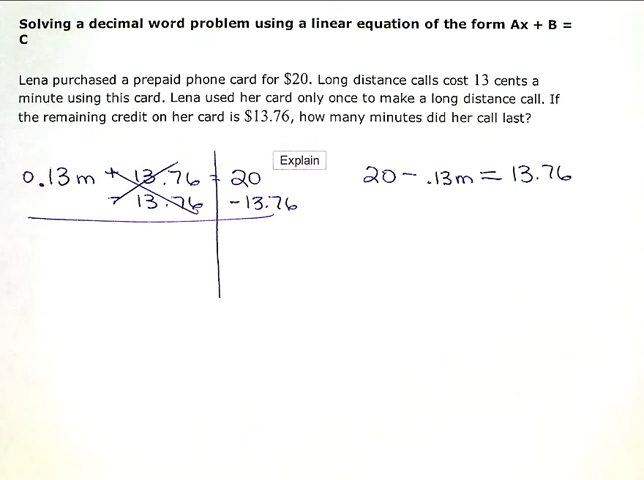 Solving a decimal word problem using a linear equation of the form Ax + B =
C
Lena purchased a prepaid phone card for $20. Long distance calls cost 13 cents a
minute using this card. Lena used her card only once to make a long distance call. If
the remaining credit on her card is $13.76, how many minutes did her call last?
Explain
0.13m + 13.76 = 20
- 13.76 -13.76
20 - .13m = 13.76